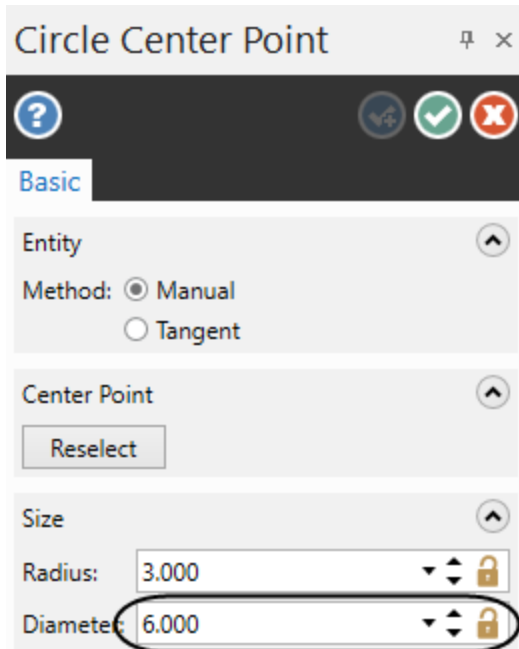 Circle Center Point
Basic
Entity
Method: Manual
Tangent
Center Point
Reselect
Size
Radius: 3.000
Diameter: 6.000